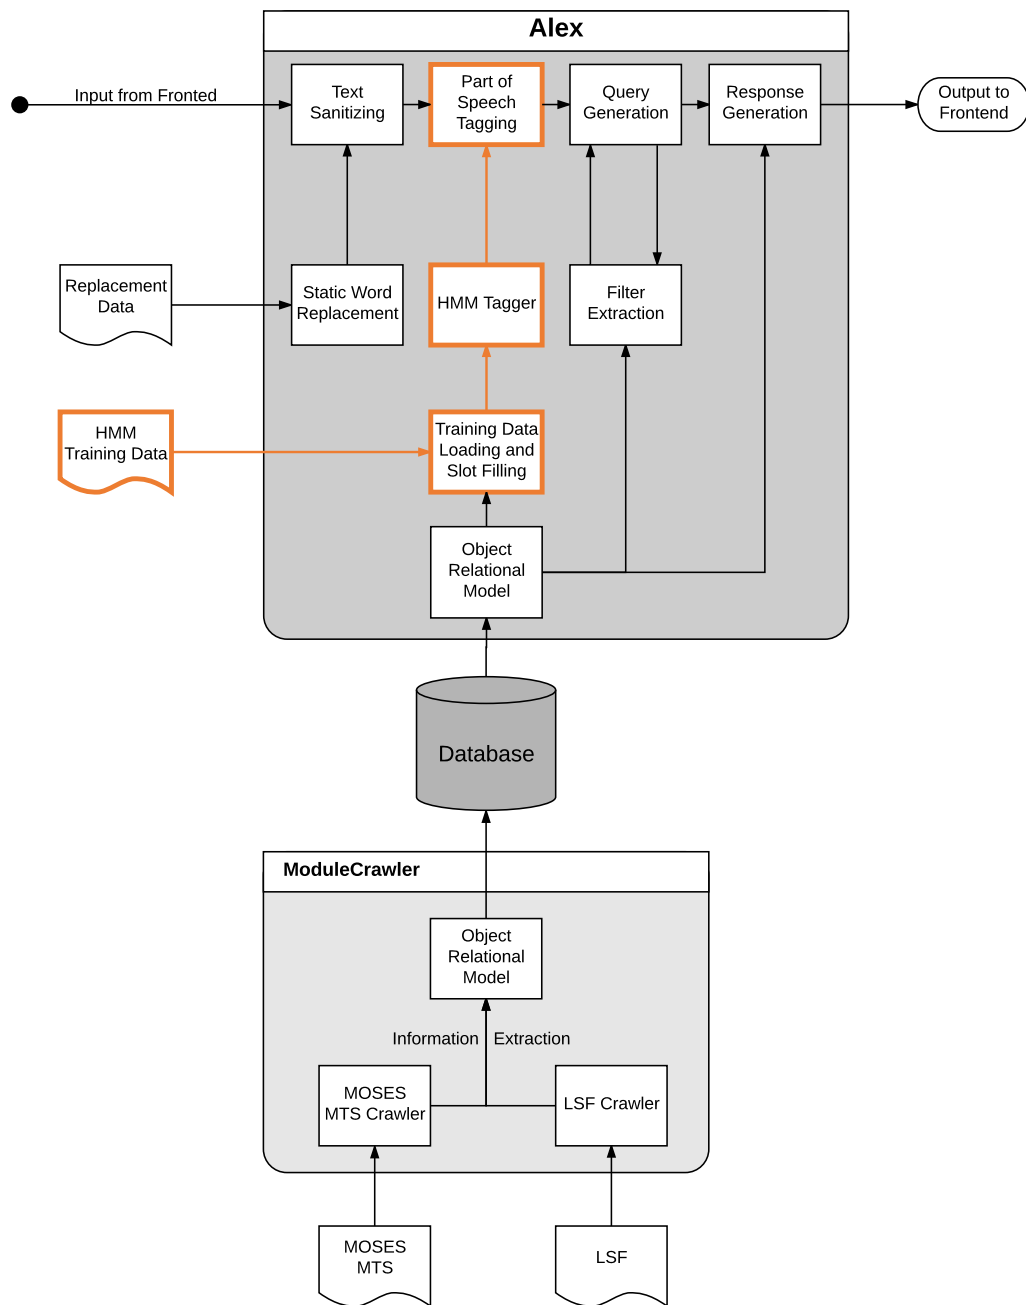 Alex
Input from Fronted
Text
Sanitizing
Part of
Speech
Tagging
Query
Generation
Response
Generation
Output to
Frontend
Replacement
Data
Static Word
Replacement
HMM Tagger
Filter
Extraction
HMM
Training Data
Training Data
Loading and
Slot Filling
Object
Relational
Model
Database
ModuleCrawler
Object
Relational
Model
Information Extraction
MOSES
MTS Crawler
LSF Crawler
MOSES
MTS
LSF